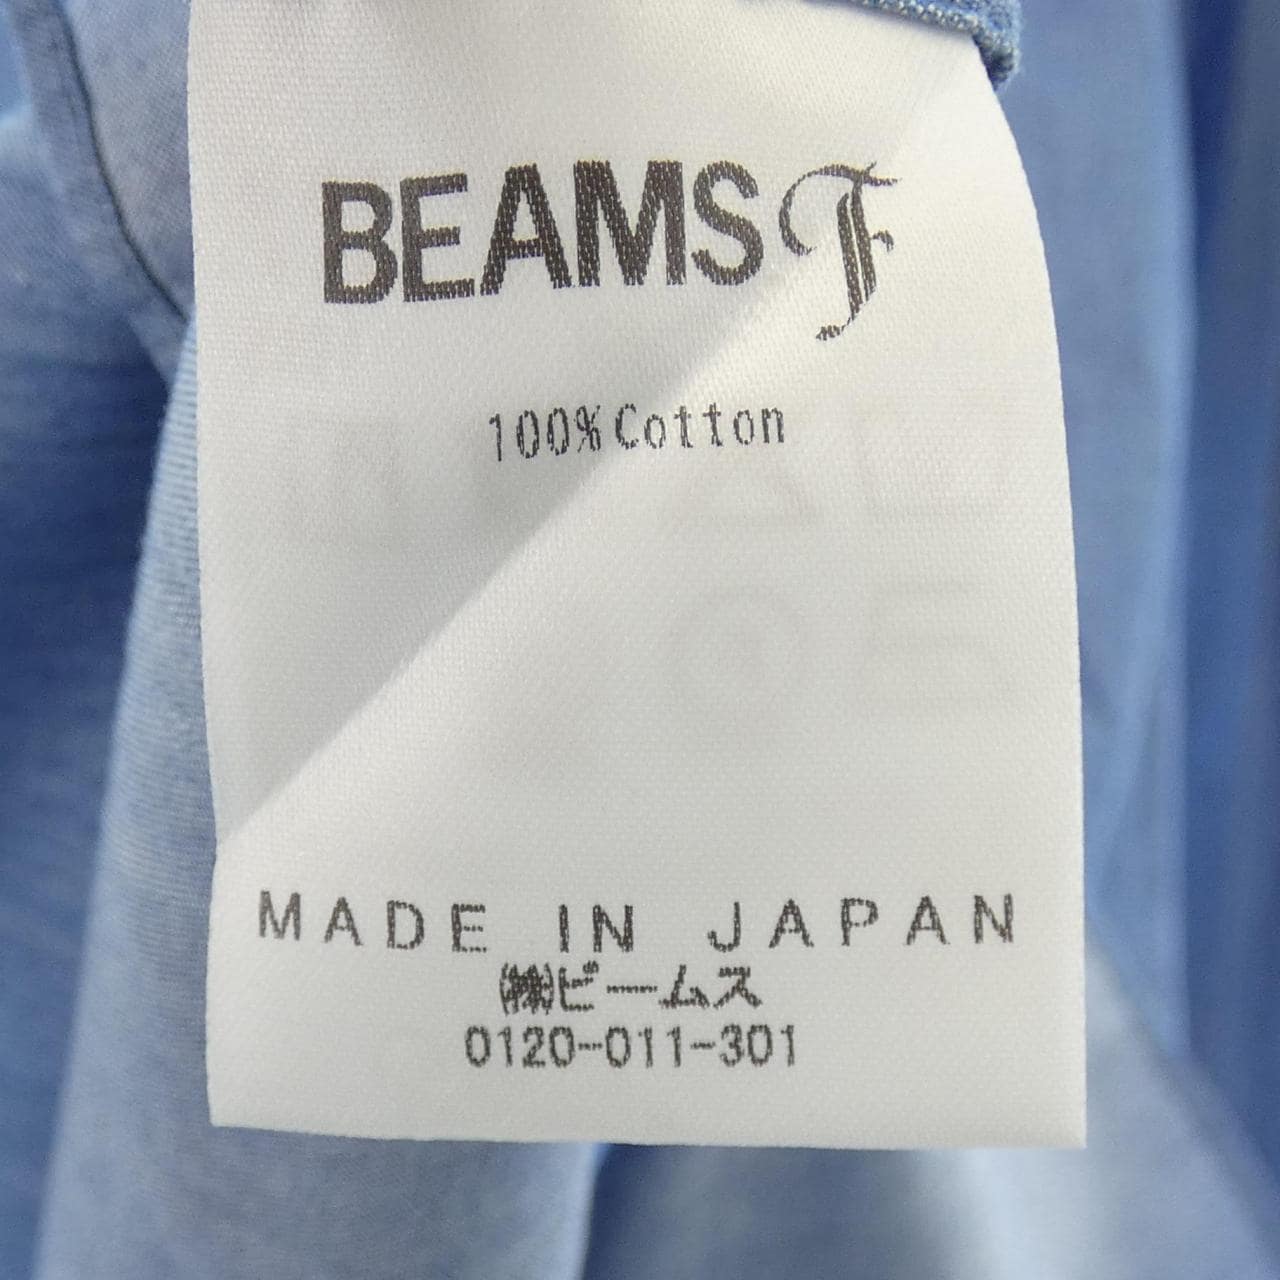 BEAMS F
100% Cotton
MADE IN JAPAN
㈱ビームス
0120-011-301